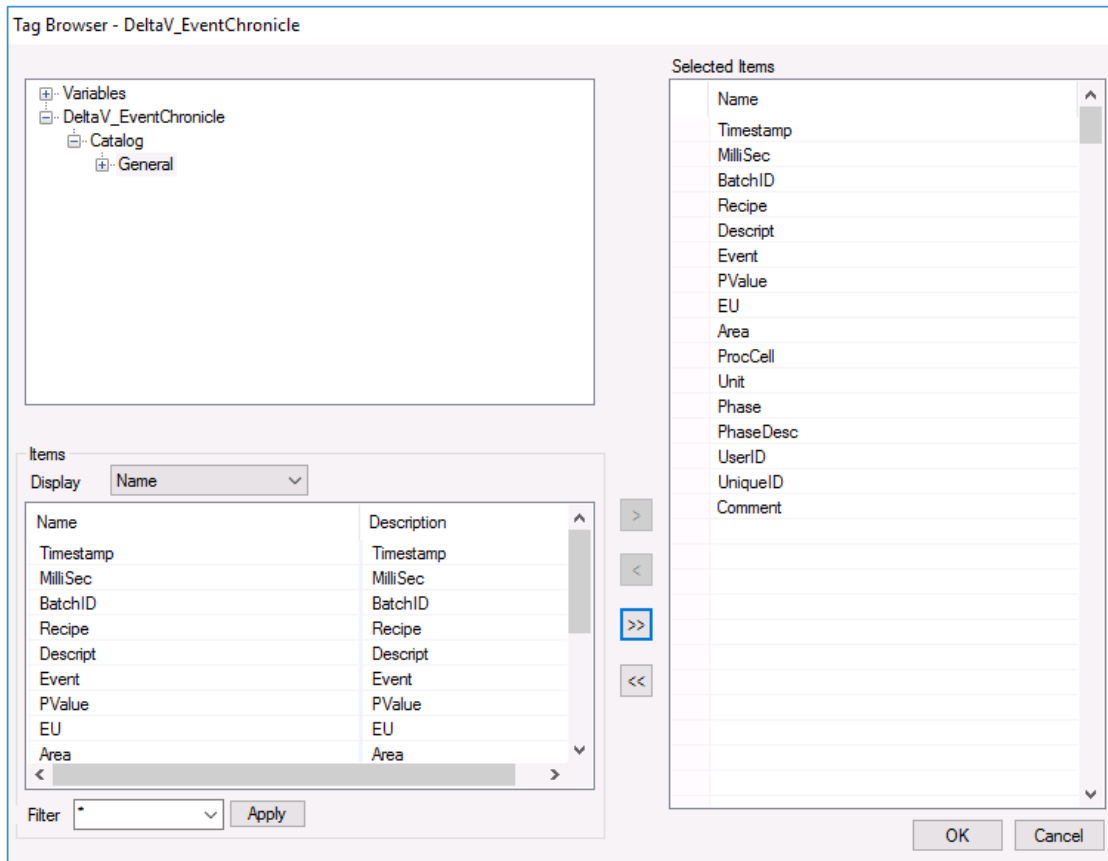 Tag Browser - DeltaV_EventChronicle
Variables
DeltaV_EventChronicle
Catalog
General
Items
Display Name
Name Description
Timestamp Timestamp
MilliSec MilliSec
BatchID BatchID
Recipe Recipe
Descript Descript
Event Event
PValue PValue
EU EU
Area Area
Filter * Apply
>
<
>>
<<
Selected Items
Name
Timestamp
MilliSec
BatchID
Recipe
Descript
Event
PValue
EU
Area
ProcCell
Unit
Phase
PhaseDesc
UserID
UniqueID
Comment
OK Cancel